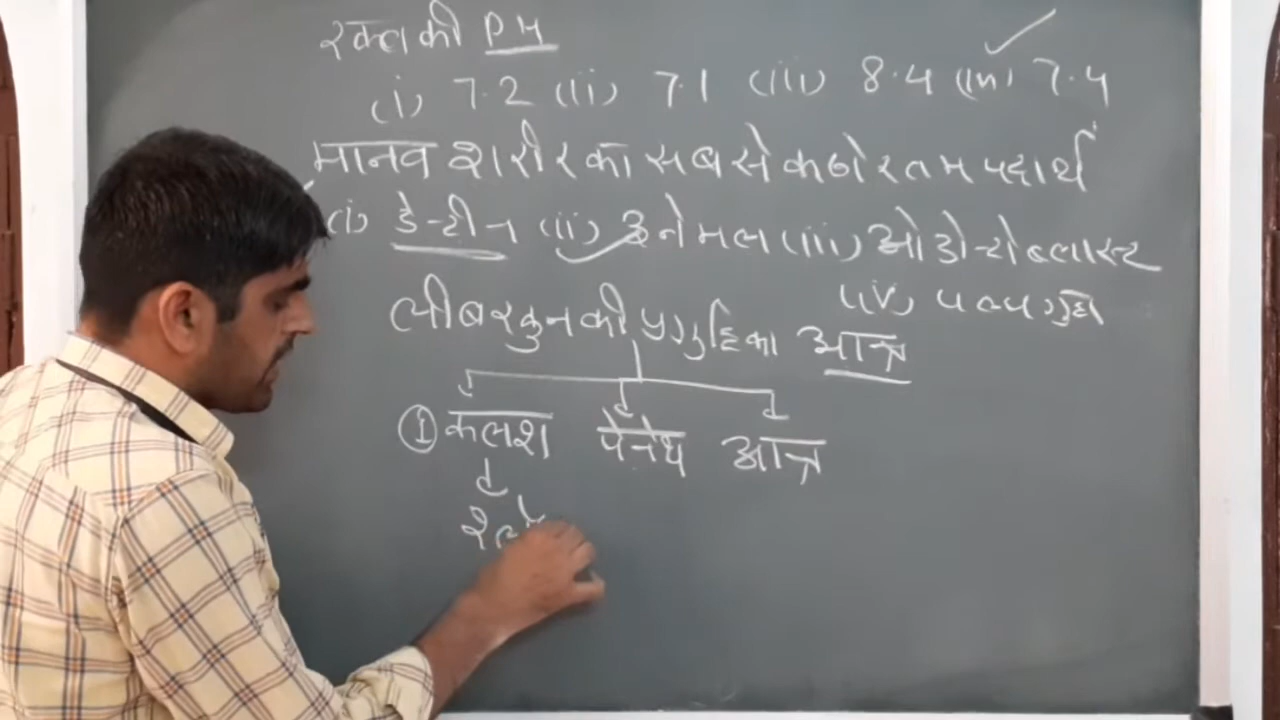 रक्त की PH
(i) 7.2 (ii) 7.1 (iii) 8.4 (iv) 7.4
मानव शरीर का सबसे कठोरतम पदार्थ
(i) डेन्टीन (ii) इनेमल (iii) ओडोन्टोब्लास्ट
(iv) पल्प गुहा
लीबरकुन की प्रगुहिका आन्त्र
① कलश पेनेथ आन्त्र